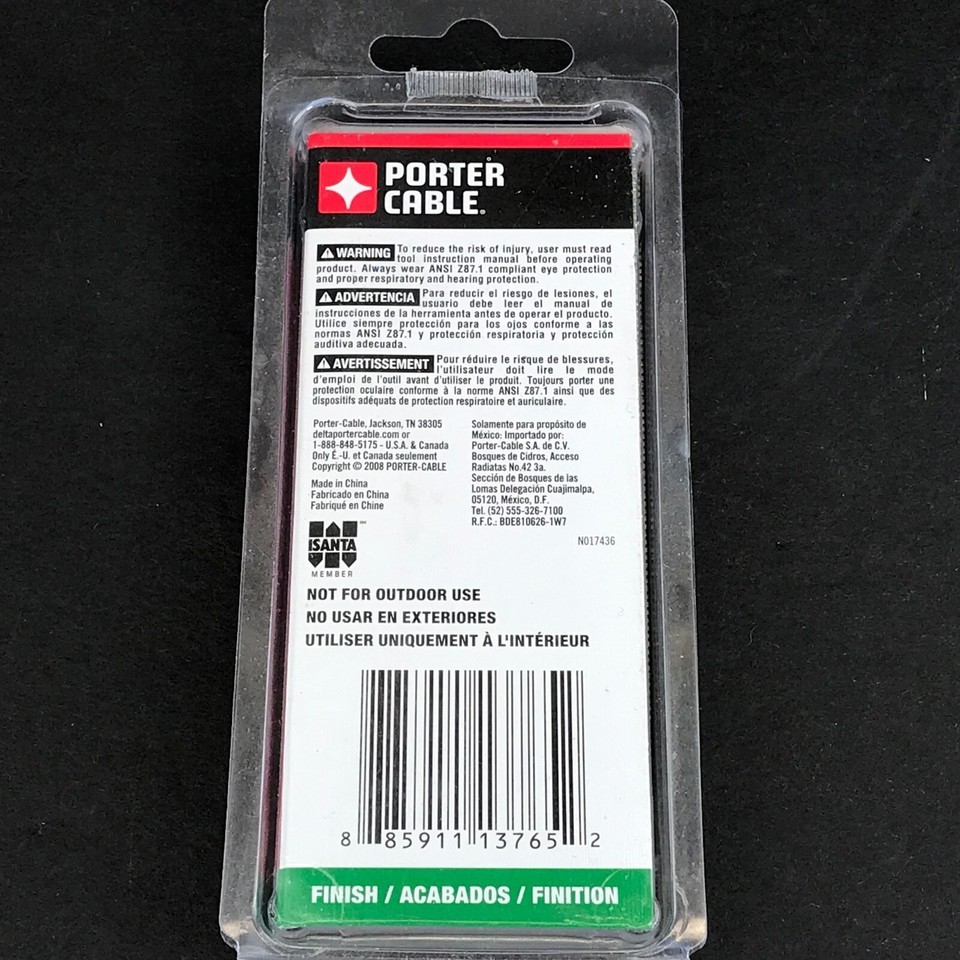 PORTER
CABLE.
WARNING To reduce the risk of injury, user must read
tool instruction manual before operating
product. Always wear ANSI Z87.1 compliant eye protection
and proper respiratory and hearing protection.
ADVERTENCIA Para reducir el riesgo de lesiones, el
usuario debe leer el manual de
instrucciones de la herramienta antes de operar el producto.
Utilice siempre protección para los ojos conforme a las
normas ANSI Z87.1 y protección respiratoria y protección
auditiva adecuada.
AVERTISSEMENT Pour réduire le risque de blessures,
l'utilisateur doit lire le mode
d'emploi de l'outil avant d'utiliser le produit. Toujours porter une
protection oculaire conforme à la norme ANSI Z87.1 ainsi que des
dispositifs adéquats de protection respiratoire et auriculaire.
Porter-Cable, Jackson, TN 38305
deltaportercable.com or
1-888-848-5175 - U.S.A. & Canada
Only É.-U. et Canada seulement
Copyright © 2008 PORTER-CABLE
Made in China
Fabricado en China
Fabriqué en Chine
Solamente para propósito de
México: Importado por:
Porter-Cable S.A. de C.V.
Bosques de Cidros, Acceso
Radiatas No.42 3a.
Sección de Bosques de las
Lomas Delegación Cuajimalpa,
05120, México, D.F.
Tel. (52) 555-326-7100
R.F.C.: BDE810626-1W7
N017436
ISANTA
MEMBER
NOT FOR OUTDOOR USE
NO USAR EN EXTERIORES
UTILISER UNIQUEMENT À L'INTÉRIEUR
8 85911 13765 2
FINISH / ACABADOS / FINITION